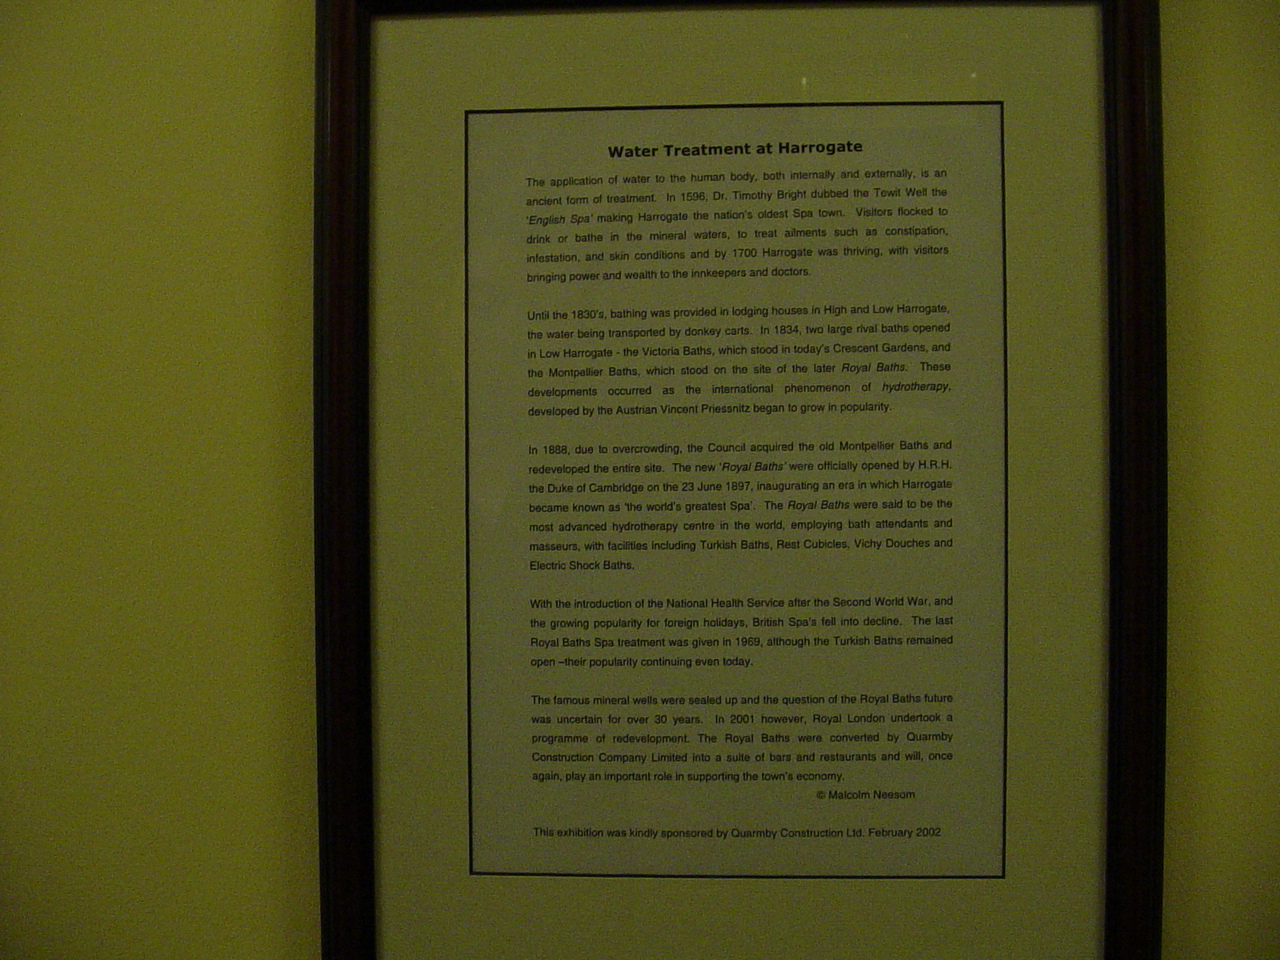 Water Treatment at Harrogate
The application of water to the human body, both internally and externally, is an
ancient form of treatment. In 1596, Dr. Timothy Bright dubbed the Tewit Well the
'English Spa' making Harrogate the nation's oldest Spa town. Visitors flocked to
drink or bathe in the mineral waters, to treat ailments such as constipation,
infestation, and skin conditions and by 1700 Harrogate was thriving, with visitors
bringing power and wealth to the innkeepers and doctors.
Until the 1830's, bathing was provided in lodging houses in High and Low Harrogate,
the water being transported by donkey carts. In 1834, two large rival baths opened
in Low Harrogate - the Victoria Baths, which stood in today's Crescent Gardens, and
the Montpellier Baths, which stood on the site of the later Royal Baths. These
developments occurred as the international phenomenon of hydrotherapy,
developed by the Austrian Vincent Priessnitz began to grow in popularity.
In 1888, due to overcrowding, the Council acquired the old Montpellier Baths and
redeveloped the entire site. The new 'Royal Baths' were officially opened by H.R.H.
the Duke of Cambridge on the 23 June 1897, inaugurating an era in which Harrogate
became known as 'the world's greatest Spa'. The Royal Baths were said to be the
most advanced hydrotherapy centre in the world, employing bath attendants and
masseurs, with facilities including Turkish Baths, Rest Cubicles, Vichy Douches and
Electric Shock Baths.
With the introduction of the National Health Service after the Second World War, and
the growing popularity for foreign holidays, British Spa's fell into decline. The last
Royal Baths Spa treatment was given in 1969, although the Turkish Baths remained
open –their popularity continuing even today.
The famous mineral wells were sealed up and the question of the Royal Baths future
was uncertain for over 30 years. In 2001 however, Royal London undertook a
programme of redevelopment. The Royal Baths were converted by Quarmby
Construction Company Limited into a suite of bars and restaurants and will, once
again, play an important role in supporting the town's economy.
© Malcolm Neesom
This exhibition was kindly sponsored by Quarmby Construction Ltd. February 2002